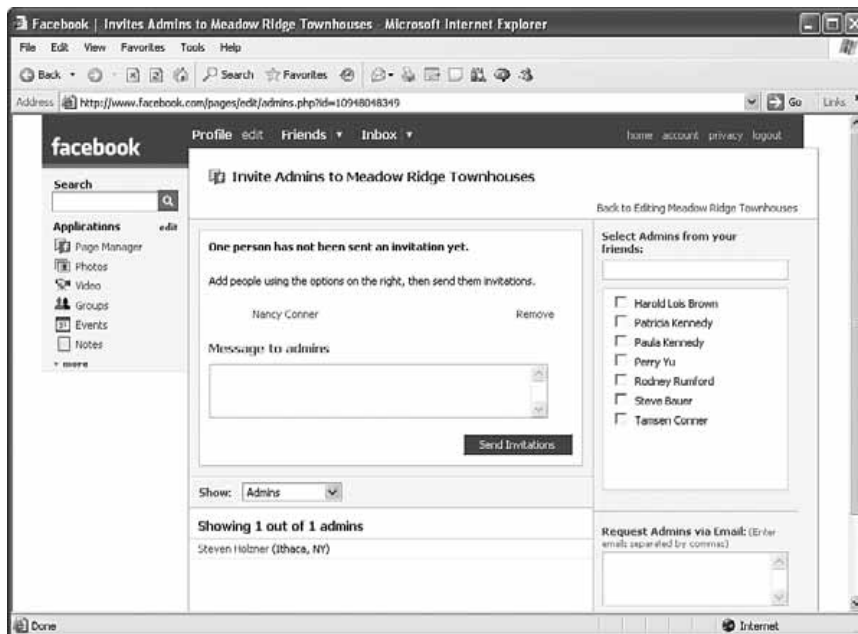 Facebook | Invites Admins to Meadow Ridge Townhouses - Microsoft Internet Explorer
File Edit View Favorites Tools Help
Back Search Favorites
Address http://www.facebook.com/pages/edit/admins.php?id=10948048349 Go Links
facebook
Profile edit Friends Inbox
home account privacy logout
Search
Applications edit
Page Manager
Photos
Video
Groups
Events
Notes
more
Invite Admins to Meadow Ridge Townhouses
Back to Editing Meadow Ridge Townhouses
One person has not been sent an invitation yet.
Add people using the options on the right, then send them invitations.
Nancy Conner Remove
Message to admins
Send Invitations
Show: Admins
Showing 1 out of 1 admins
Steven Holzner (Ithaca, NY)
Select Admins from your
friends:
Harold Lois Brown
Patricia Kennedy
Paula Kennedy
Perry Yu
Rodney Rumford
Steve Bauer
Tamsen Conner
Request Admins via Email: (Enter
emails separated by commas)
Done Internet